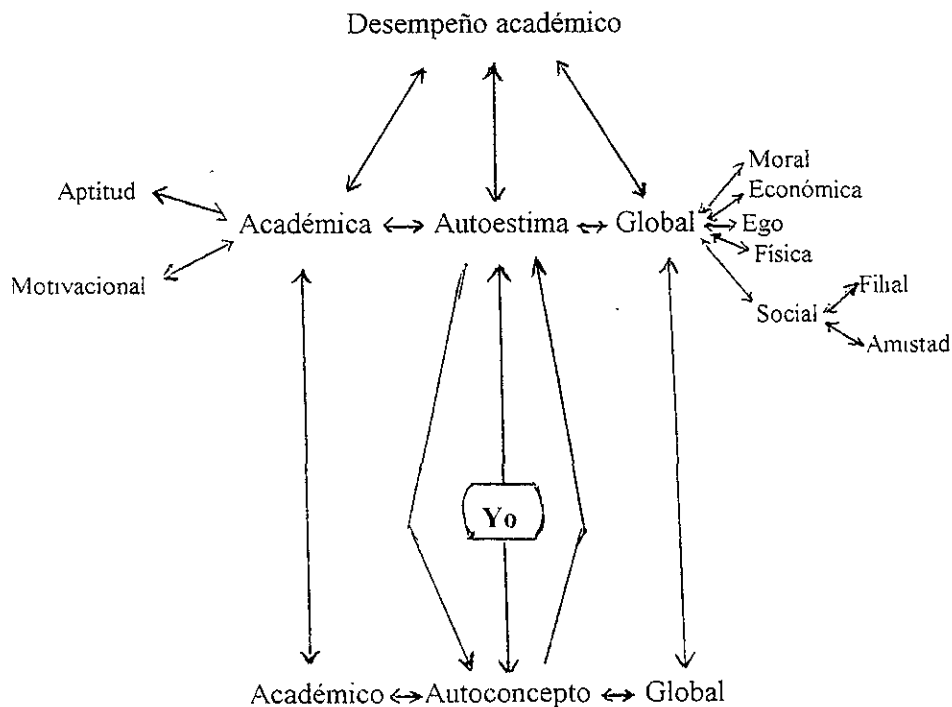 Desempeño académico
Moral
Aptitud
Económica
Académica Autoestima Global
Ego
Física
Motivacional
Filial
Social
Amistad
Yo
Académico Autoconcepto Global